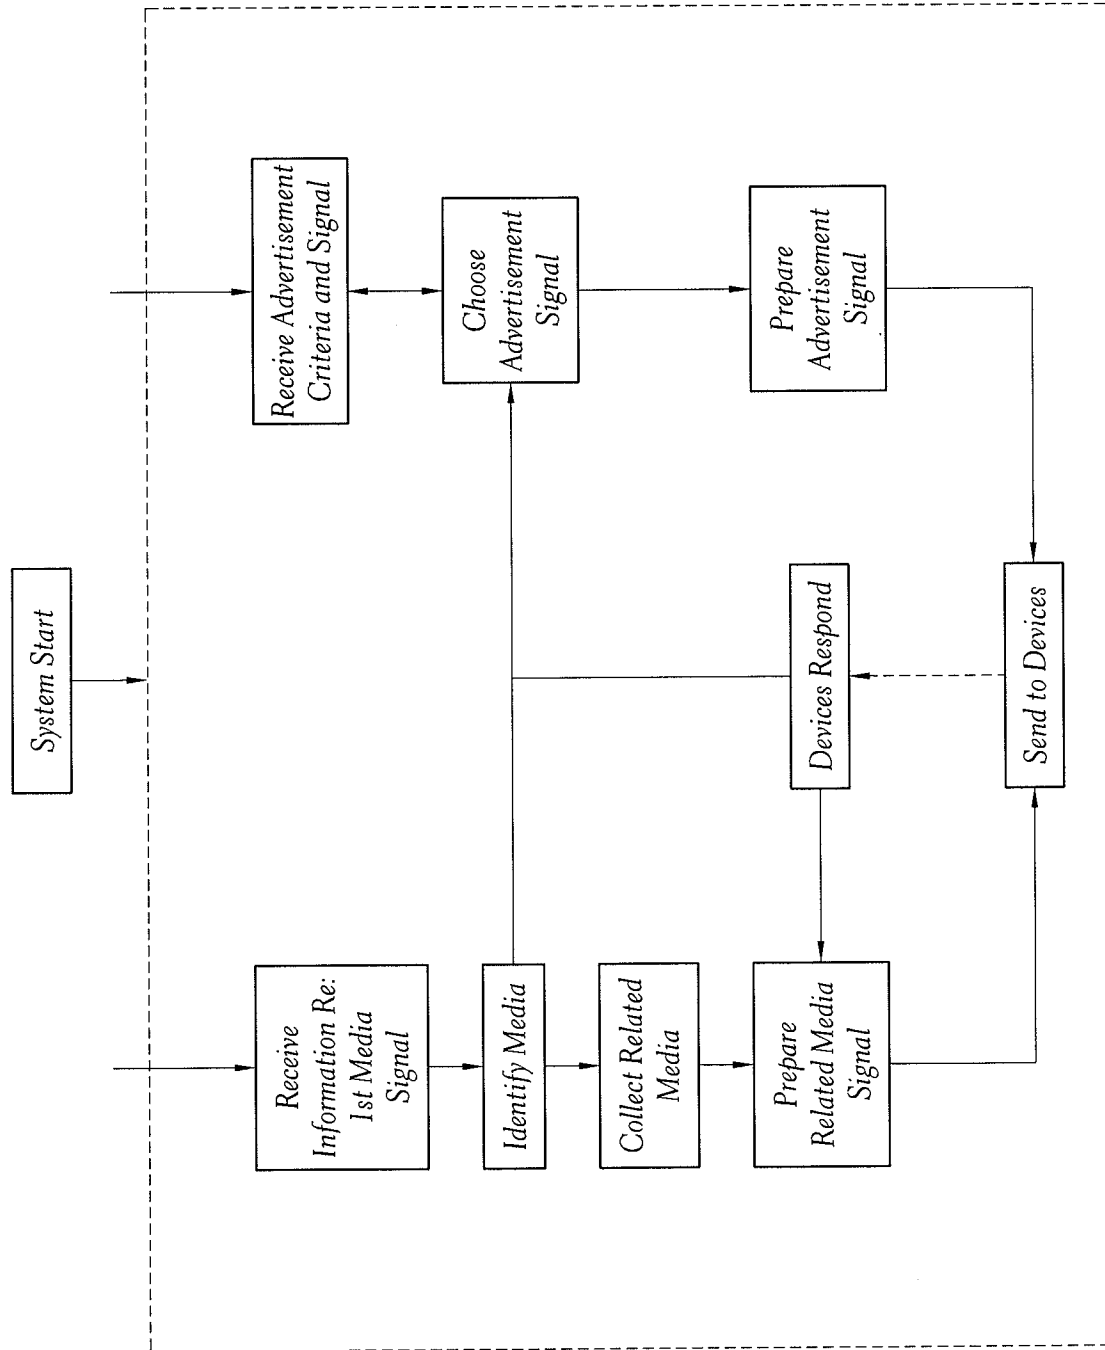 System Start
Receive
Information Re:
1st Media
Signal
Identify Media
Collect Related
Media
Prepare
Related Media
Signal
Devices Respond
Send to Devices
Receive Advertisement
Criteria and Signal
Choose
Advertisement
Signal
Prepare
Advertisement
Signal